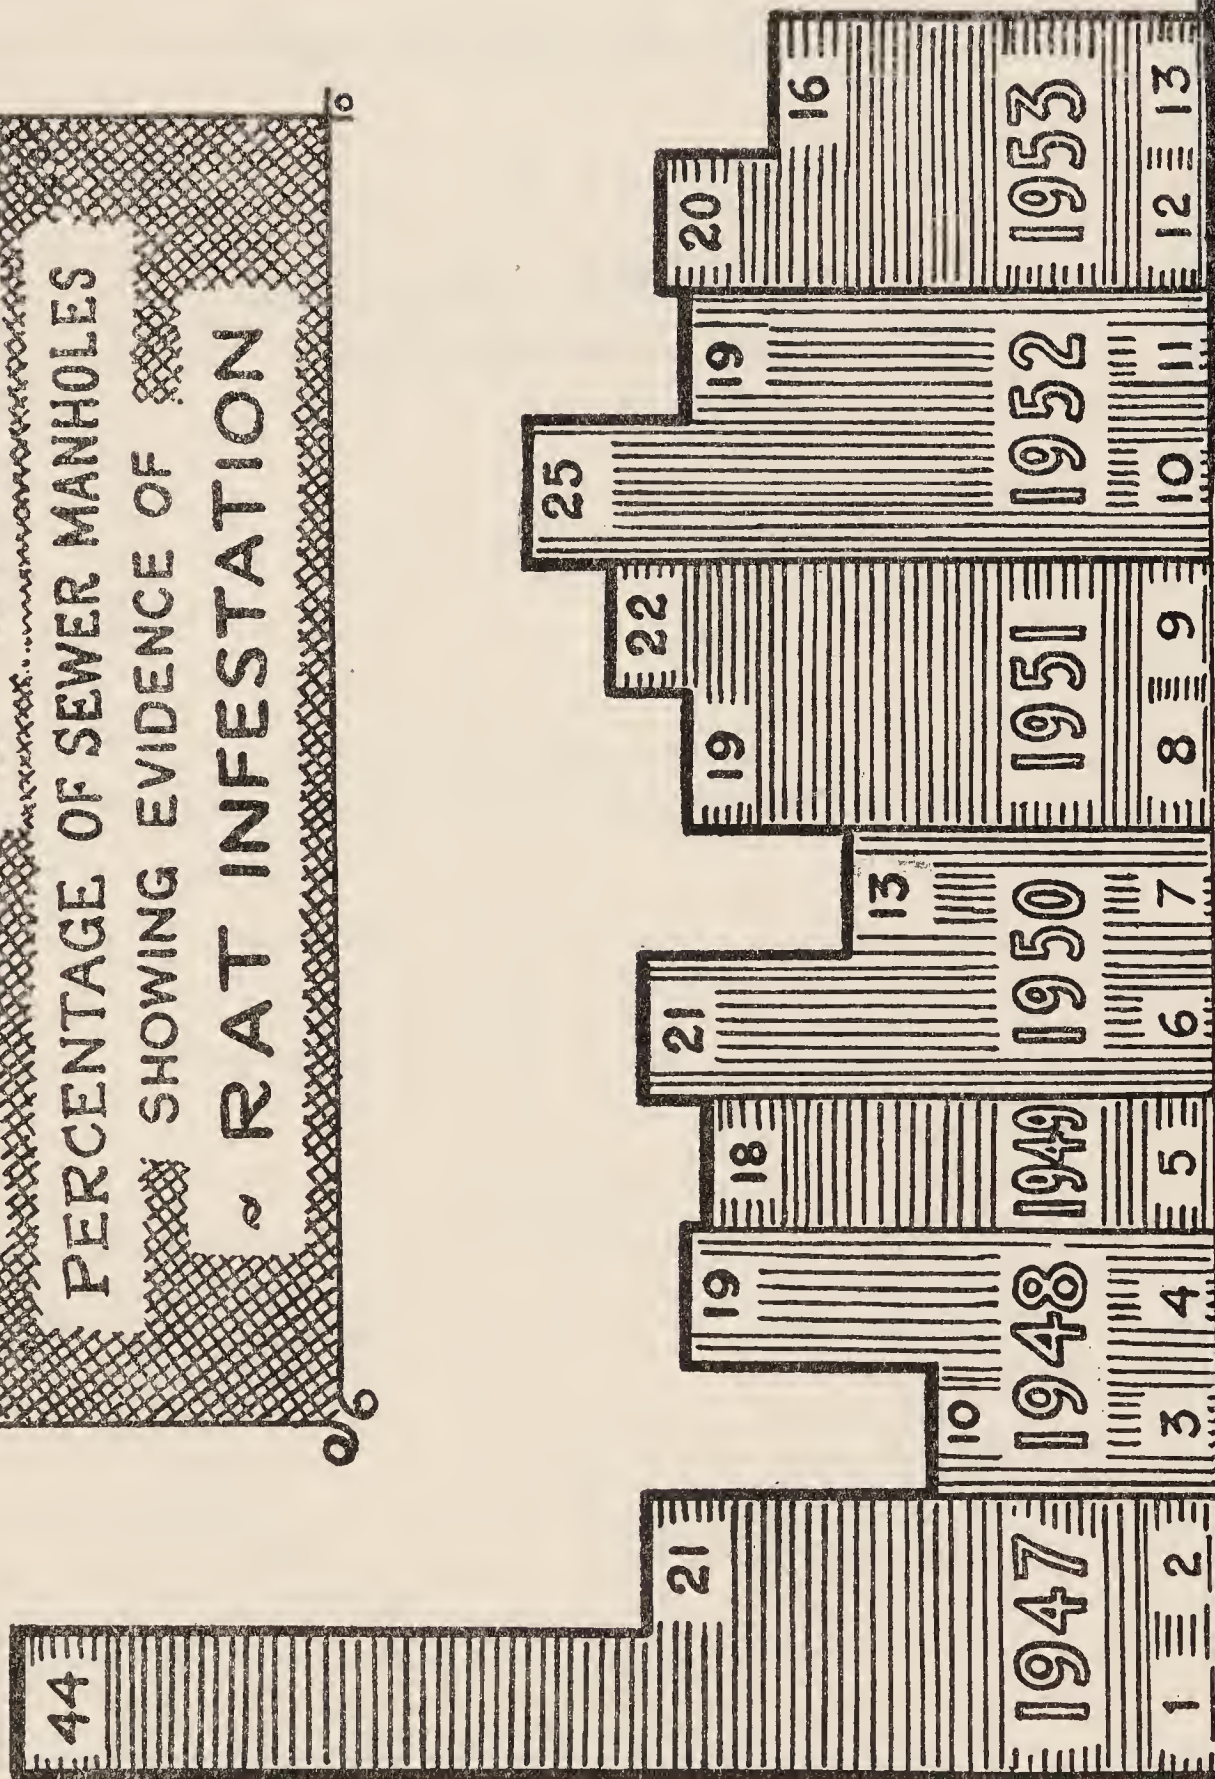 PERCENTAGE OF SEWER MANHOLES
SHOWING EVIDENCE OF
RAT INFESTATION
44 21 10 19 18 21 13 19 22 25 19 20 16
1947 1948 1949 1950 1951 1952 1953
1 2 3 4 5 6 7 8 9 10 11 12 13